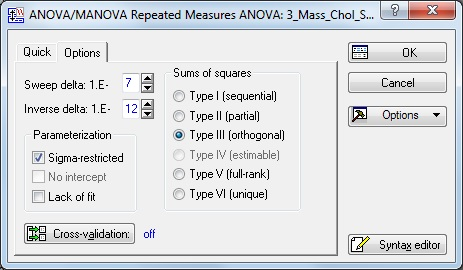 ANOVA/MANOVA Repeated Measures ANOVA: 3_Mass_Chol_S...
Quick
Options
Sweep delta: 1.E- 7
Inverse delta: 1.E- 12
Parameterization
Sigma-restricted
No intercept
Lack of fit
Cross-validation: off
Sums of squares
Type I (sequential)
Type II (partial)
Type III (orthogonal)
Type IV (estimable)
Type V (full-rank)
Type VI (unique)
OK
Cancel
Options
Syntax editor